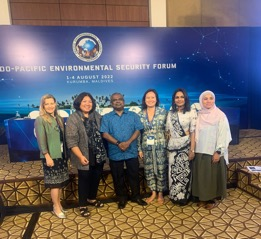 DO-PACIFIC ENVIRONMENTAL SECURITY FORUM
1-4 AUGUST 2022
KURUMBA, MALDIVES